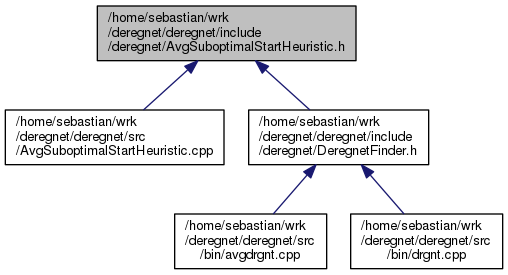 /home/sebastian/wrk
/deregnet/deregnet/include
/deregnet/AvgSuboptimalStartHeuristic.h
/home/sebastian/wrk
/deregnet/deregnet/src
/AvgSuboptimalStartHeuristic.cpp
/home/sebastian/wrk
/deregnet/deregnet/include
/deregnet/DeregnetFinder.h
/home/sebastian/wrk
/deregnet/deregnet/src
/bin/avgdrgnt.cpp
/home/sebastian/wrk
/deregnet/deregnet/src
/bin/drgnt.cpp